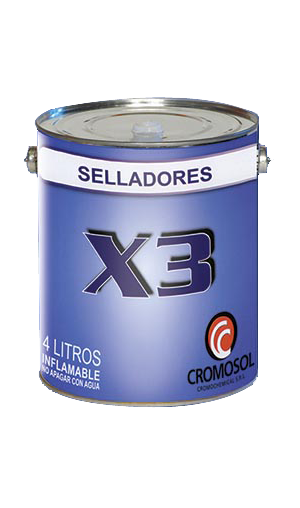 SELLADORES
X3
4 LITROS
INFLAMABLE
NO APAGAR CON AGUA
CROMOSOL
CROMOCHEMICAL S.R.L.